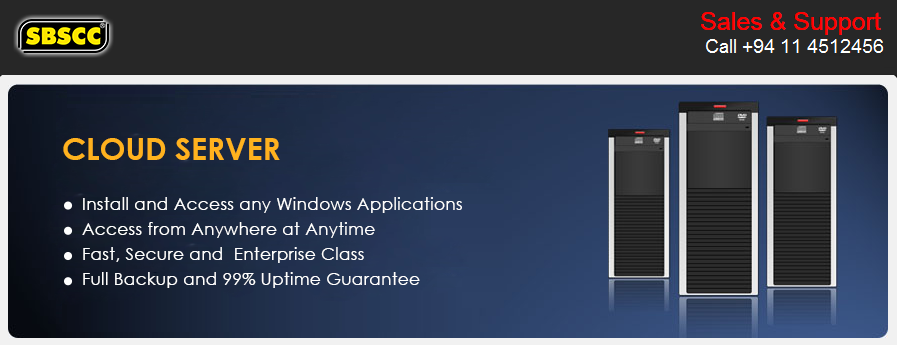 SBSCC
Sales & Support
Call +94 11 4512456
CLOUD SERVER
Install and Access any Windows Applications
Access from Anywhere at Anytime
Fast, Secure and Enterprise Class
Full Backup and 99% Uptime Guarantee